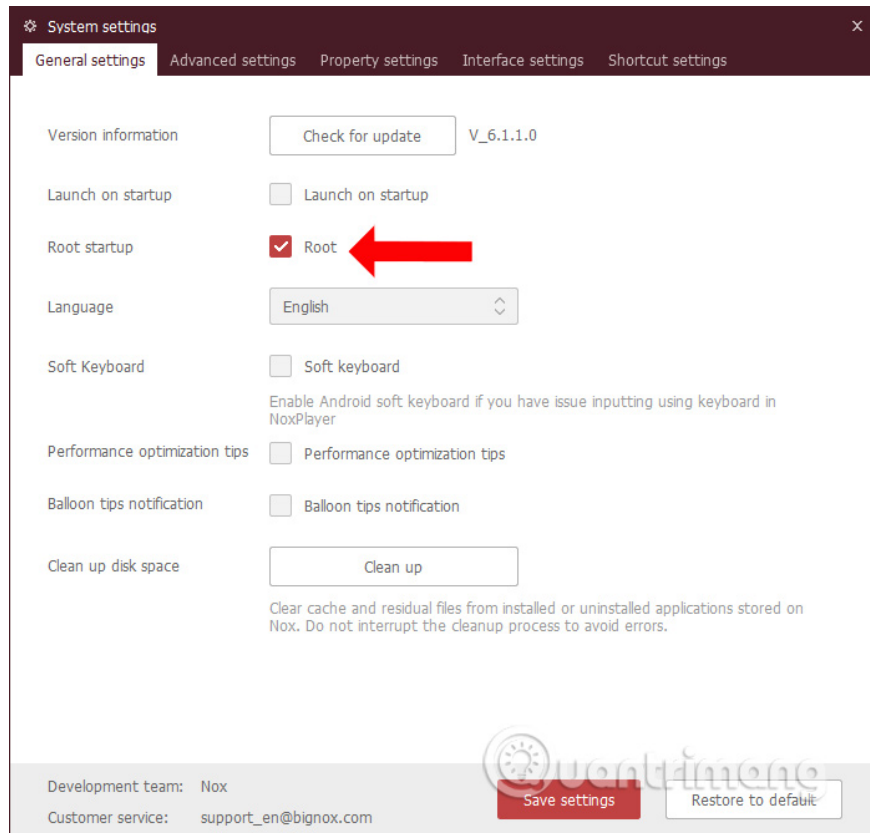 System settings X
General settings Advanced settings Property settings Interface settings Shortcut settings
Version information Check for update V_6.1.1.0
Launch on startup Launch on startup
Root startup Root
Language English
Soft Keyboard Soft keyboard
Enable Android soft keyboard if you have issue inputting using keyboard in
NoxPlayer
Performance optimization tips Performance optimization tips
Balloon tips notification Balloon tips notification
Clean up disk space Clean up
Clear cache and residual files from installed or uninstalled applications stored on
Nox. Do not interrupt the cleanup process to avoid errors.
Quantrimang
Development team: Nox
Save settings Restore to default
Customer service: support_en@bignox.com